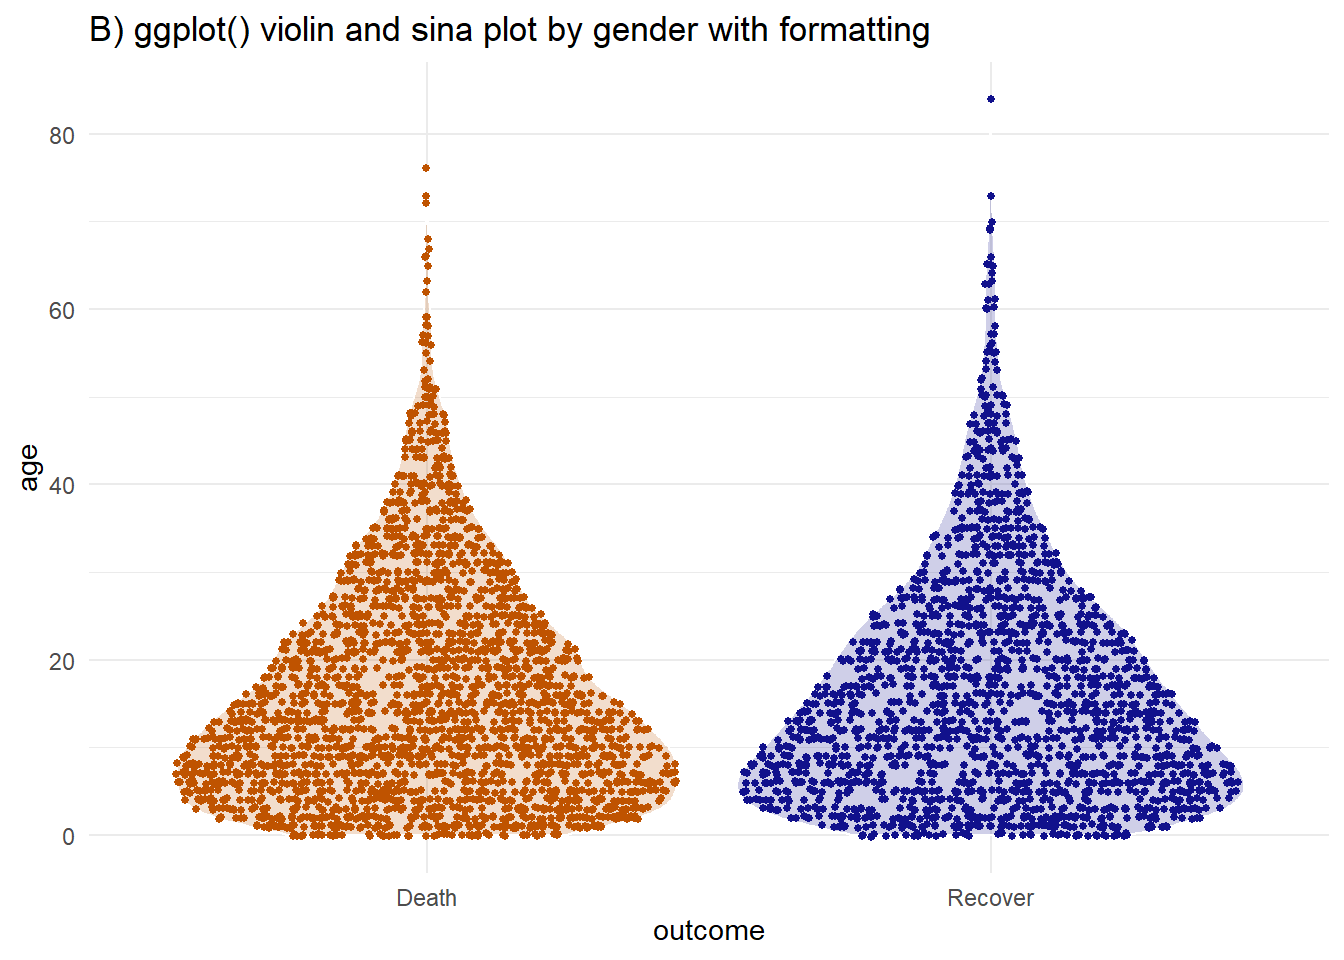 B) ggplot() violin and sina plot by gender with formatting
80
60
40
20
0
age
Death
Recover
outcome